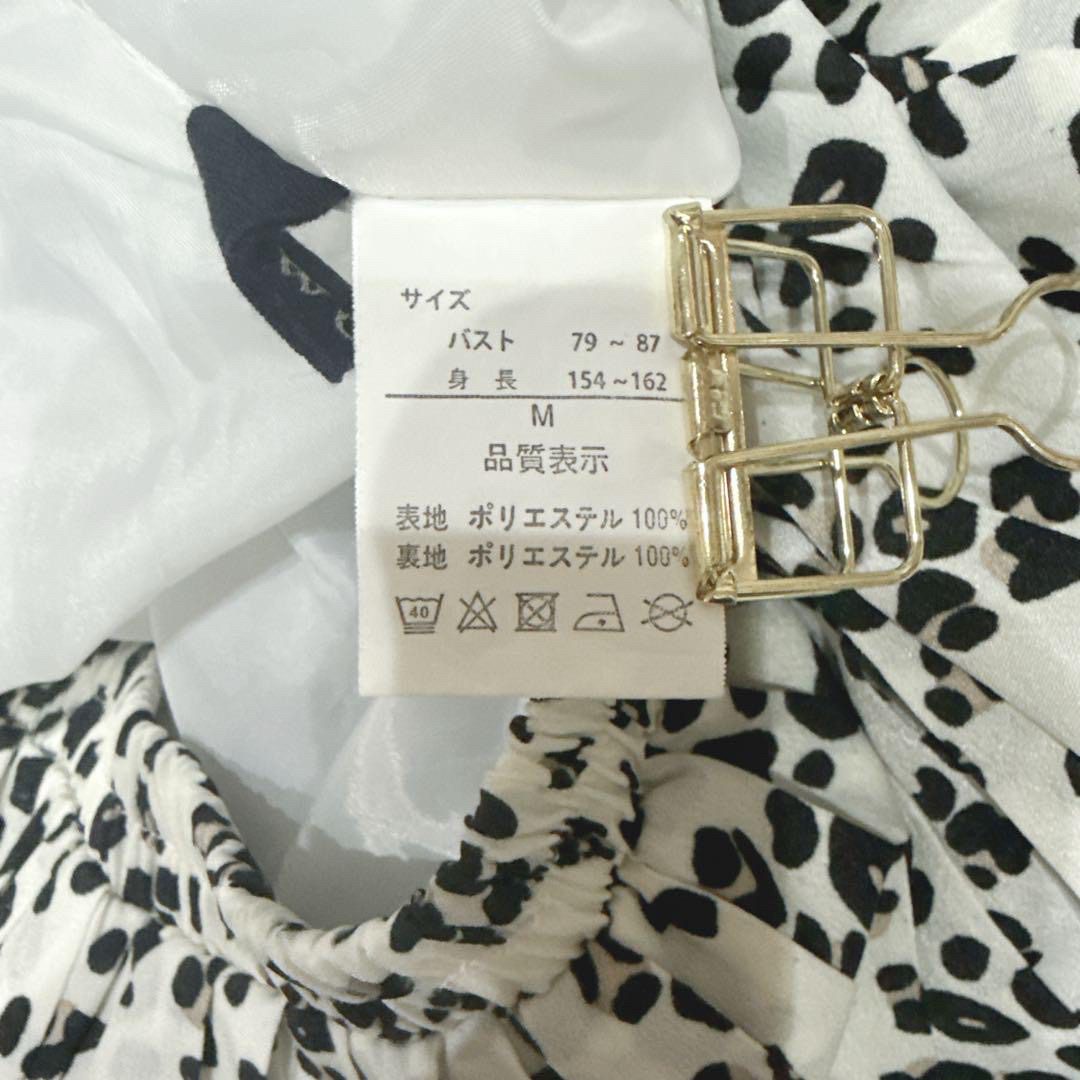 サイズ
バスト 79 ~ 87
身 長 154 ~ 162
M
品質表示
表地 ポリエステル 100%
裏地 ポリエステル 100%
40